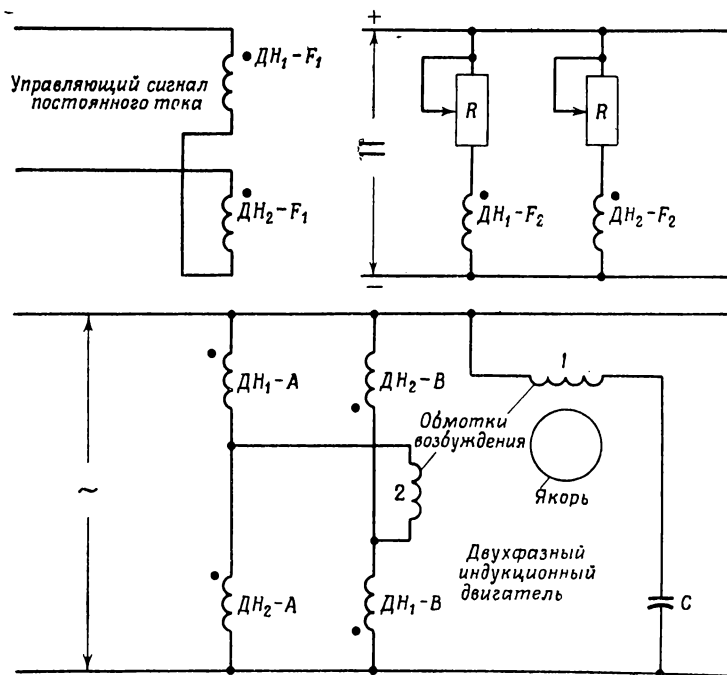 +
ДН₁–F₁
Управляющий сигнал
постоянного тока
R
R
ДН₂–F₁
ДН₁–F₂
ДН₂–F₂
–
1
ДН₁–А
ДН₂–В
Обмотки
возбуждения
2
~
Якорь
Двухфазный
индукционный
двигатель
ДН₂–А
ДН₁–В
С